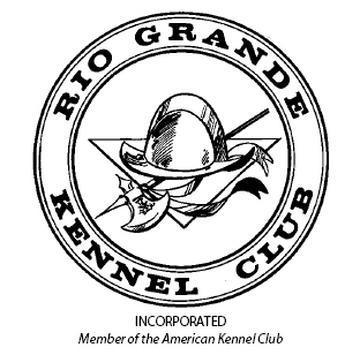 RIO GRANDE
KENNEL CLUB
INCORPORATED
Member of the American Kennel Club